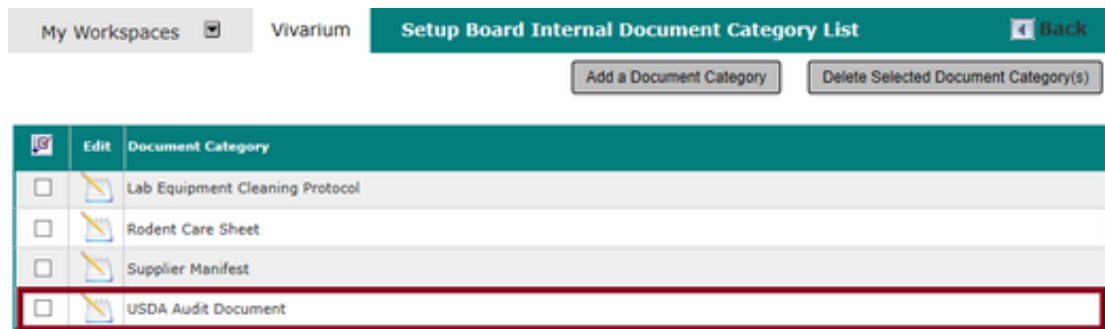 My Workspaces Vivarium Setup Board Internal Document Category List Back
Add a Document Category Delete Selected Document Category(s)
Edit Document Category
Lab Equipment Cleaning Protocol
Rodent Care Sheet
Supplier Manifest
USDA Audit Document